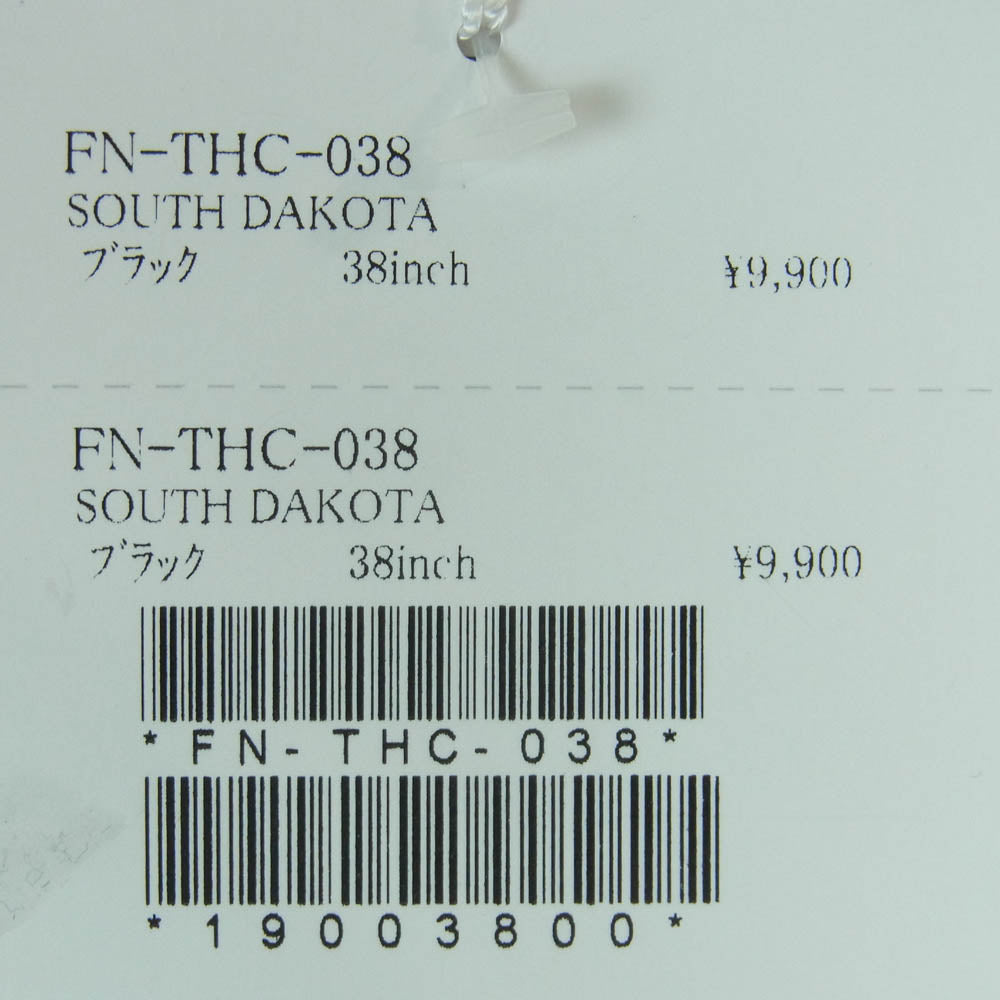 FN-THC-038
SOUTH DAKOTA
ブラック 38inch ¥9,900
FN-THC-038
SOUTH DAKOTA
ブラック 38inch ¥9,900
*FN-THC-038*
*19003800*